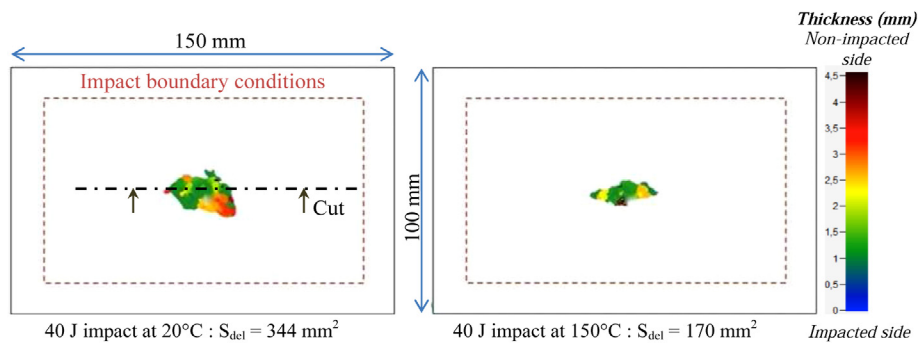 Thickness (mm)
Non-impacted
side
150 mm
Impact boundary conditions
Cut
100 mm
4,5
4
3,5
3
2,5
2
1,5
1
0,5
0
40 J impact at 20°C : S_del = 344 mm²
40 J impact at 150°C : S_del = 170 mm²
Impacted side